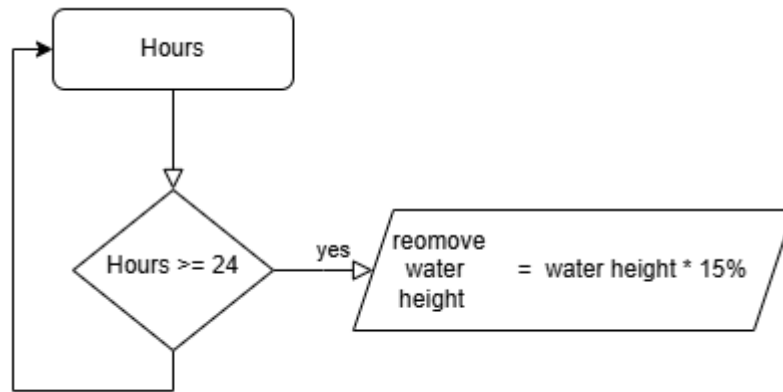 Hours
Hours >= 24
yes
reomove
water = water height * 15%
height